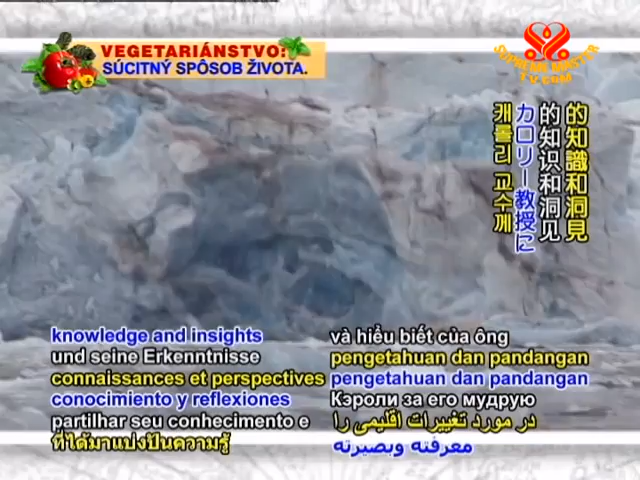 VEGETARIÁNSTVO:
SÚCITNÝ SPÔSOB ŽIVOTA.
SUPREME MASTER
TV.COM
的知識和洞見
的知识和洞见
カロリー教授に
캐롤리 교수께
knowledge and insights
und seine Erkenntnisse
connaissances et perspectives
conocimiento y reflexiones
partilhar seu conhecimento e
ที่ได้มาแบ่งปันความรู้
và hiểu biết của ông
pengetahuan dan pandangan
pengetahuan dan pandangan
Кэроли за его мудрую
در مورد تغییرات اقلیمی را
معرفته وبصيرته